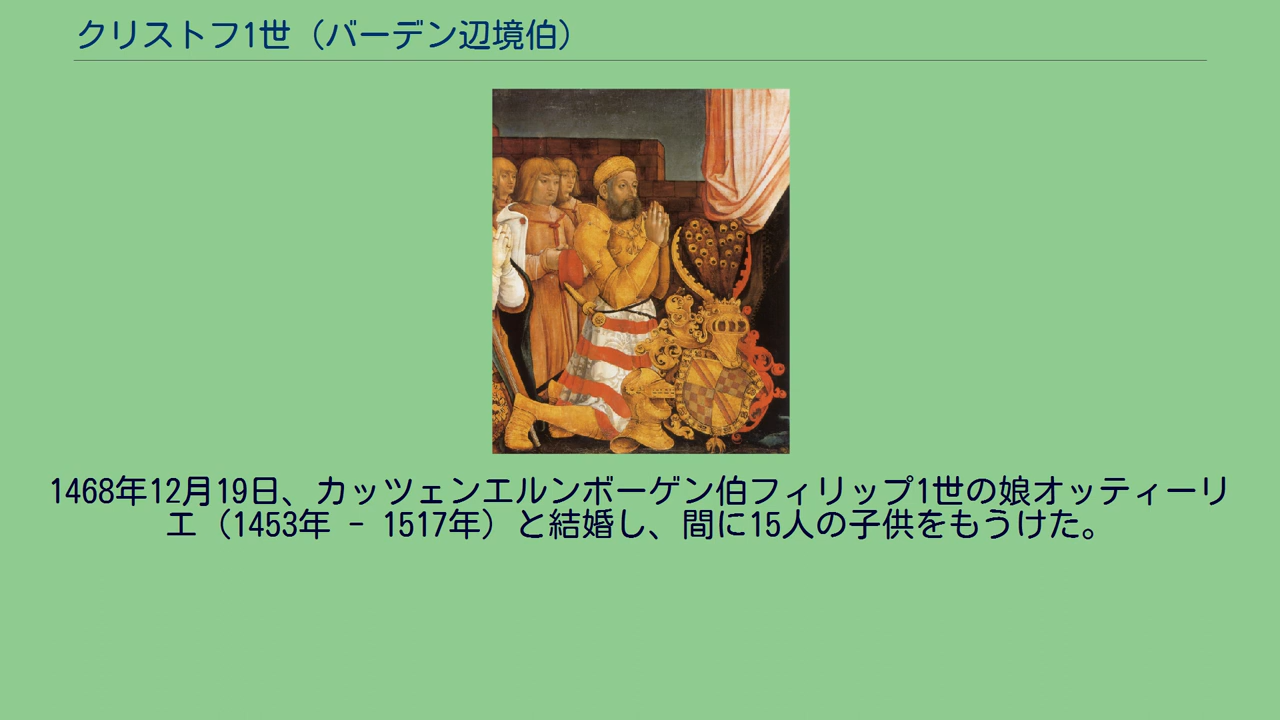 クリストフ1世（バーデン辺境伯）
1468年12月19日、カッツェンエルンボーゲン伯フィリップ1世の娘オッティーリ
エ（1453年 - 1517年）と結婚し、間に15人の子供をもうけた。